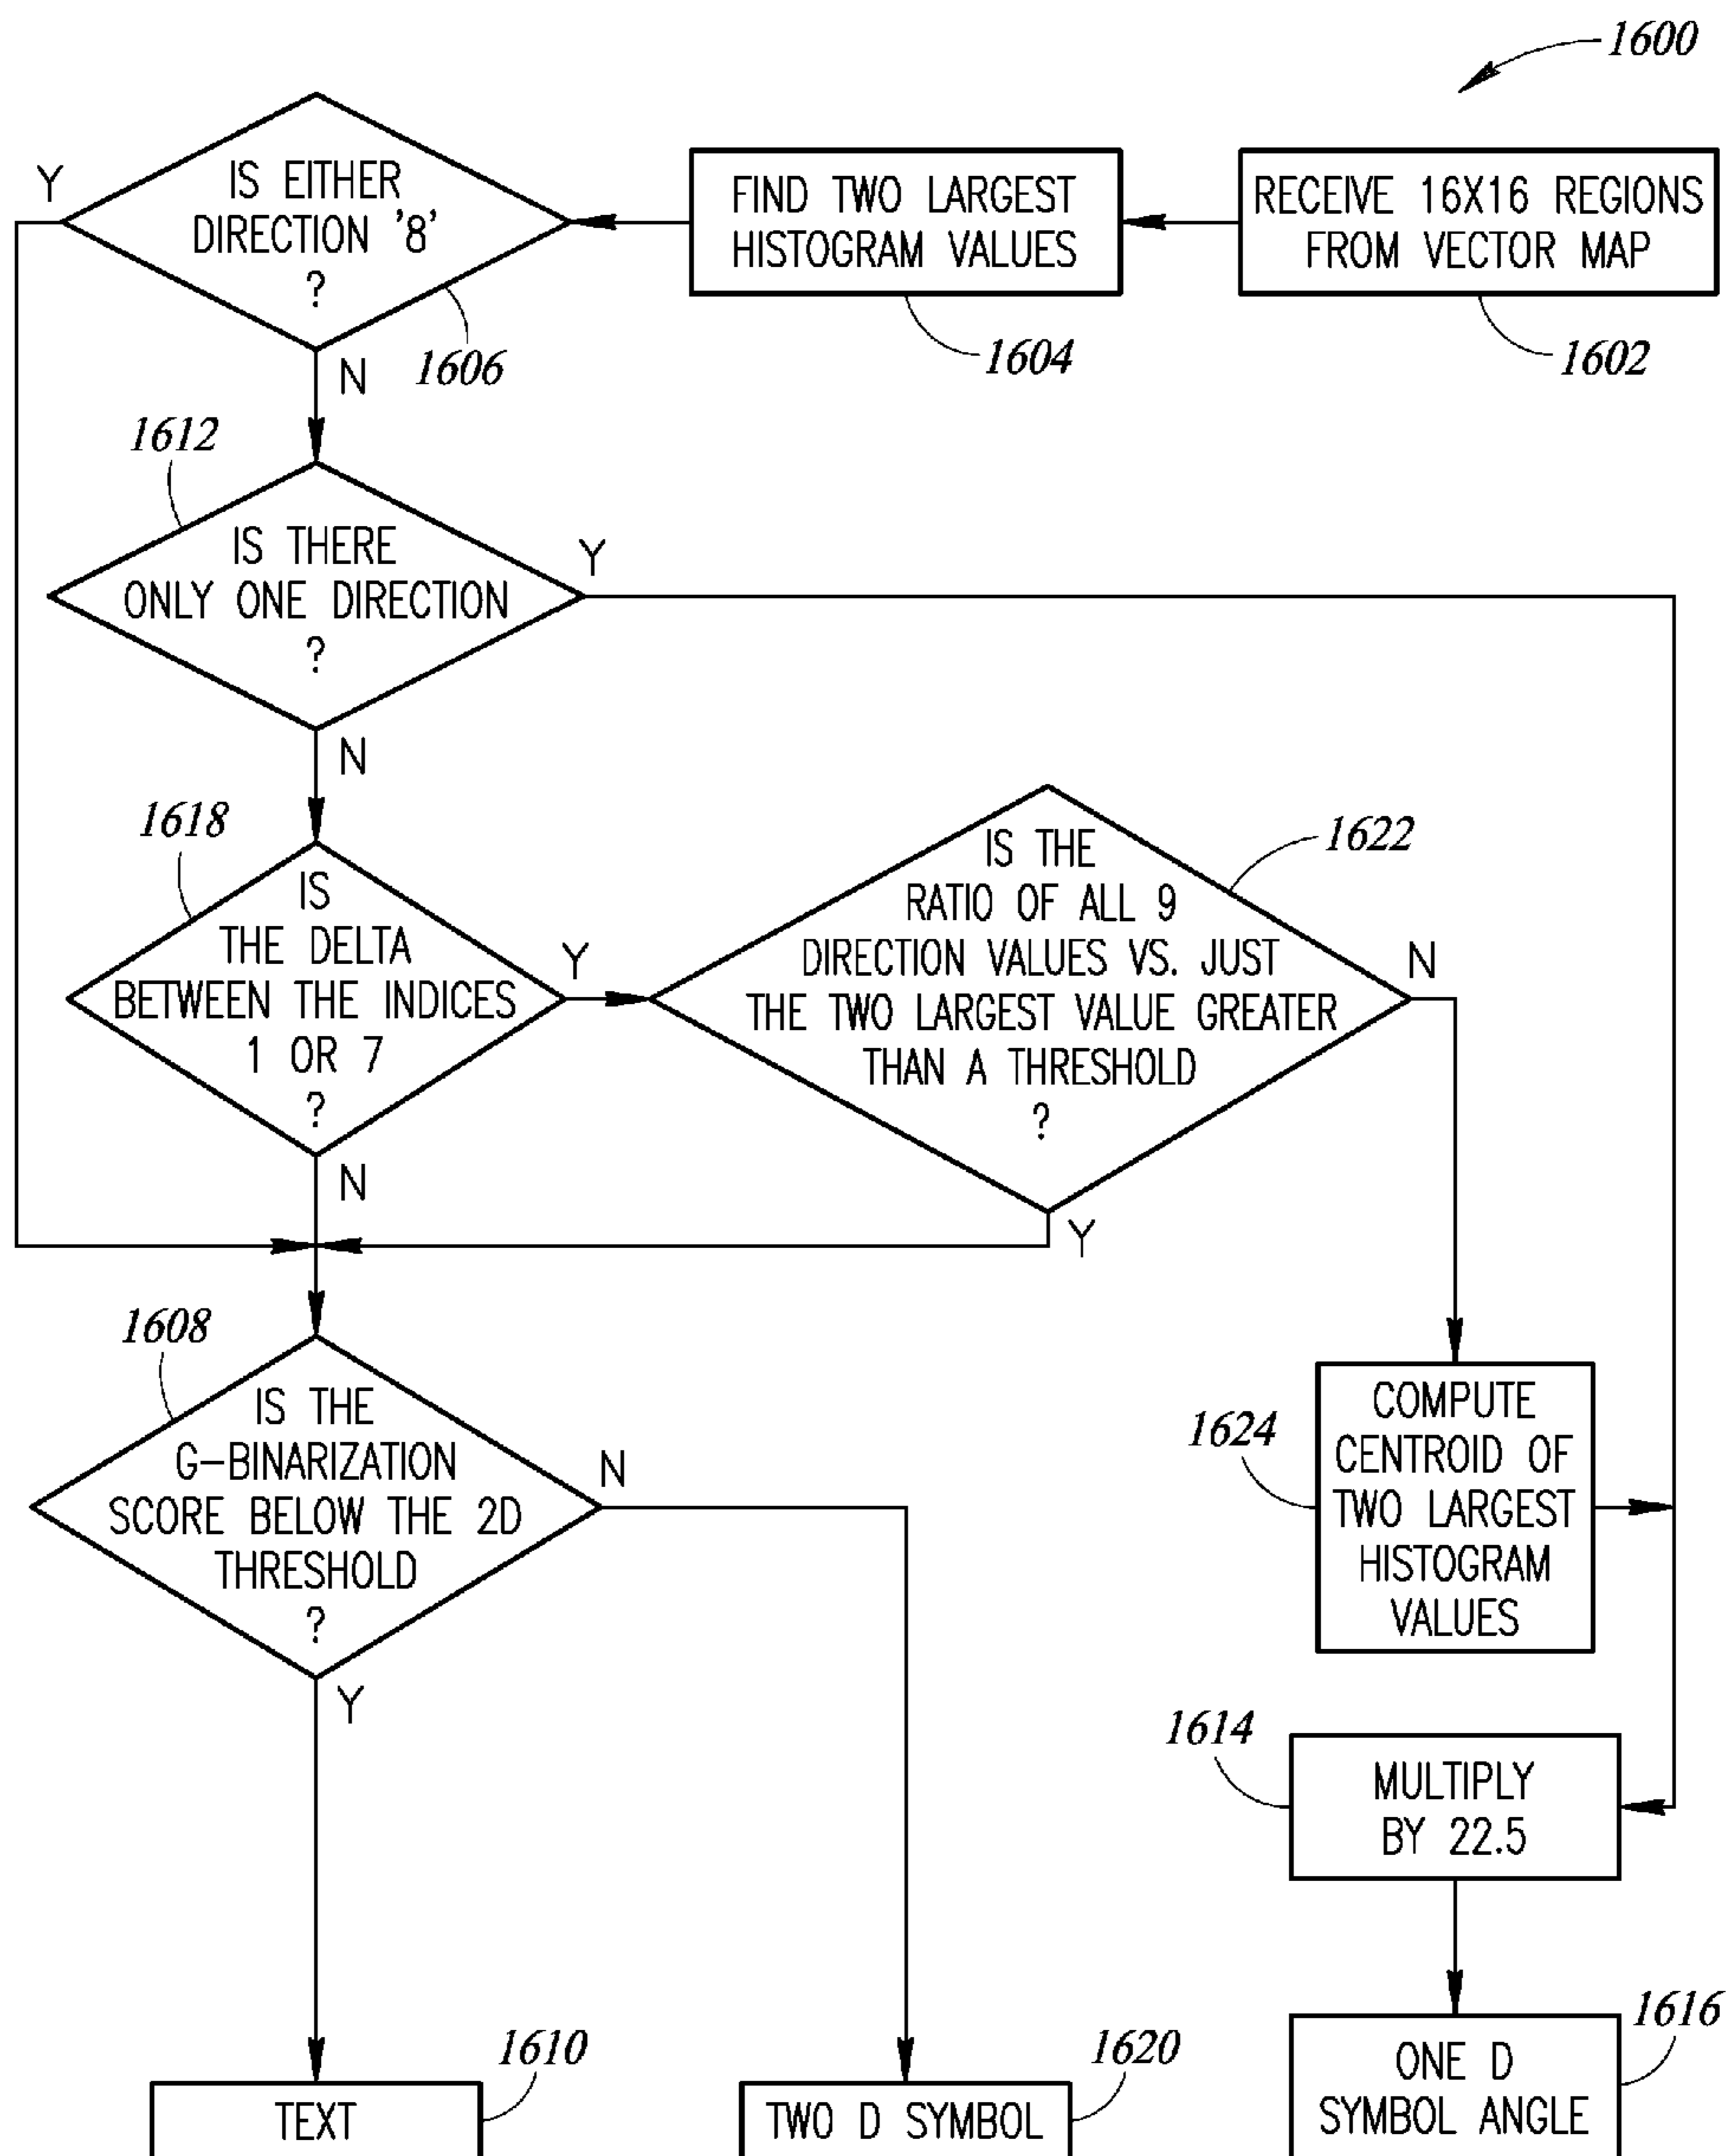 1600
RECEIVE 16X16 REGIONS
FROM VECTOR MAP
1602
FIND TWO LARGEST
HISTOGRAM VALUES
1604
IS EITHER
DIRECTION '8'
?
1606
Y
N
1612
IS THERE
ONLY ONE DIRECTION
?
Y
N
1618
IS
THE DELTA
BETWEEN THE INDICES
1 OR 7
?
Y
N
1622
IS THE
RATIO OF ALL 9
DIRECTION VALUES VS. JUST
THE TWO LARGEST VALUE GREATER
THAN A THRESHOLD
?
N
Y
1608
IS THE
G-BINARIZATION
SCORE BELOW THE 2D
THRESHOLD
?
N
Y
1624
COMPUTE
CENTROID OF
TWO LARGEST
HISTOGRAM
VALUES
1614
MULTIPLY
BY 22.5
1610
TEXT
1620
TWO D SYMBOL
1616
ONE D
SYMBOL ANGLE